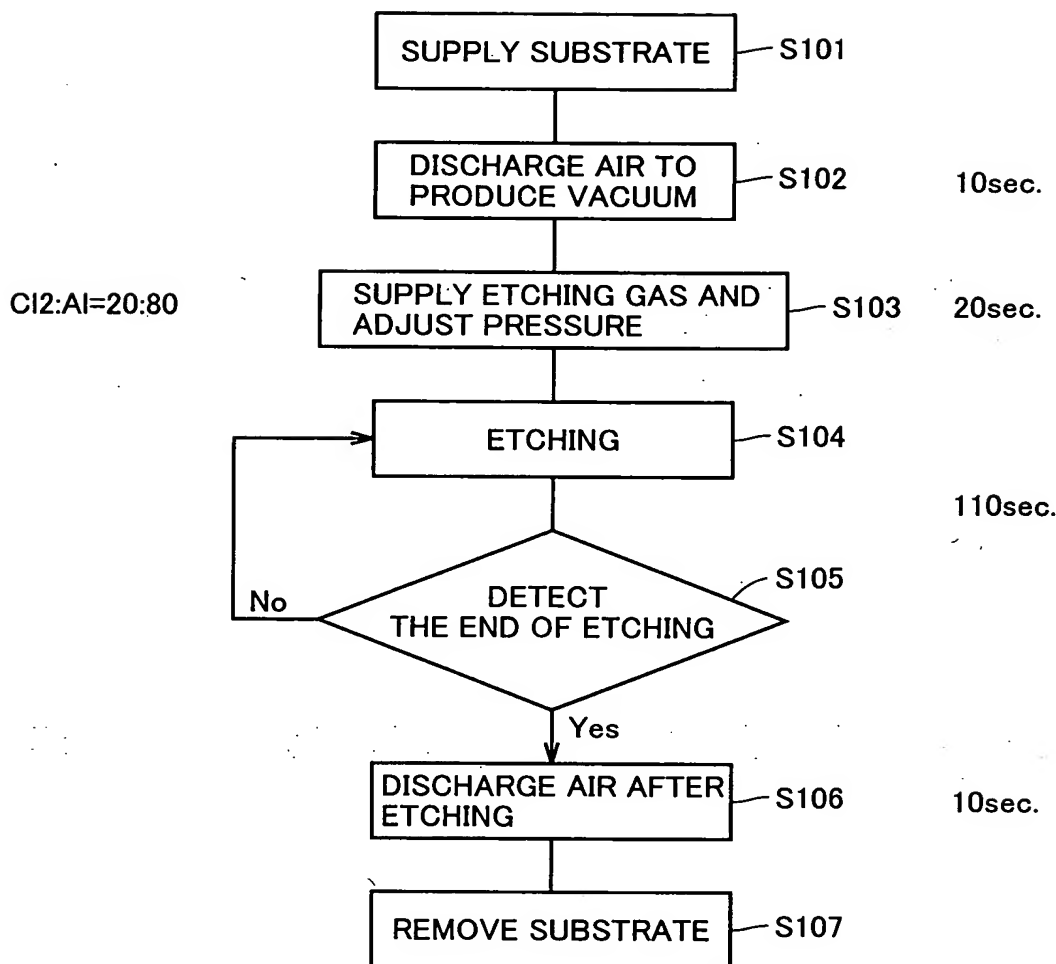 SUPPLY SUBSTRATE
S101
DISCHARGE AIR TO
PRODUCE VACUUM
S102
10sec.
Cl2:Al=20:80
SUPPLY ETCHING GAS AND
ADJUST PRESSURE
S103
20sec.
ETCHING
S104
110sec.
DETECT
THE END OF ETCHING
S105
No
Yes
DISCHARGE AIR AFTER
ETCHING
S106
10sec.
REMOVE SUBSTRATE
S107